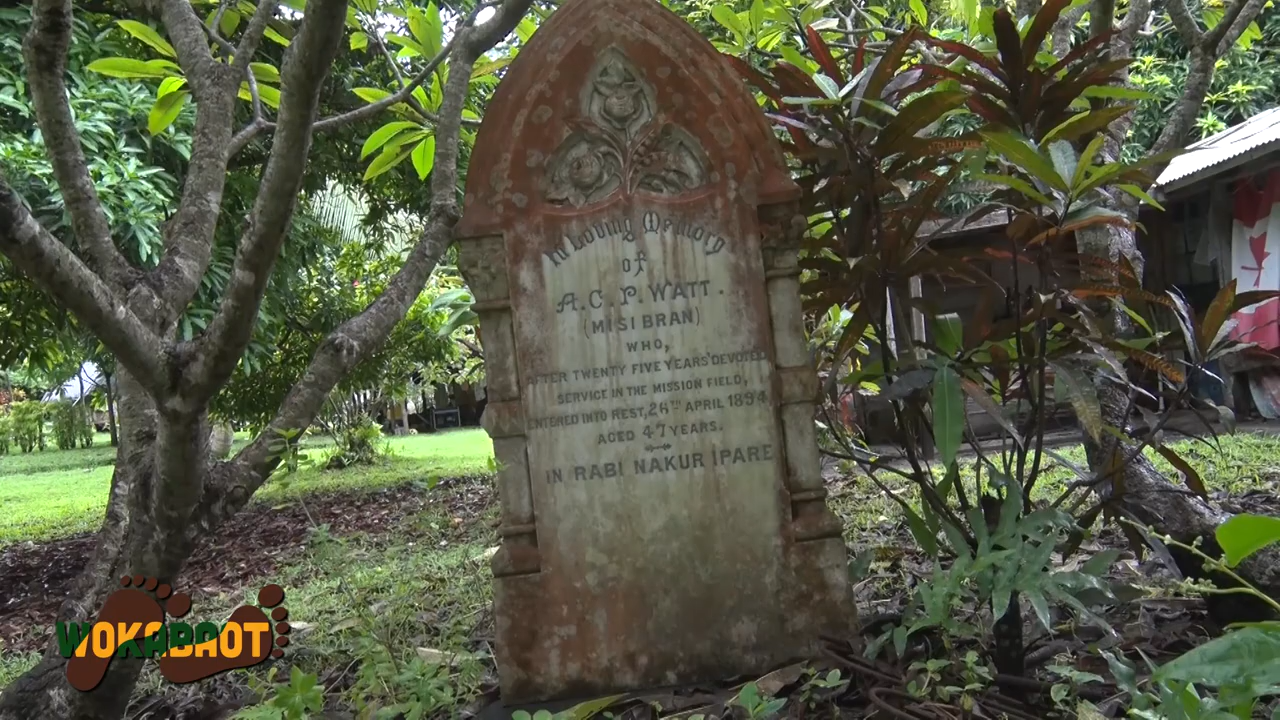 In Loving Memory
of
A. C. P. WATT.
(MISI BRAN)
WHO,
AFTER TWENTY FIVE YEARS DEVOTED
SERVICE IN THE MISSION FIELD,
ENTERED INTO REST, 26TH APRIL 1894
AGED 47 YEARS.
IN RABI NAKUR IPARE
WOKABAOT